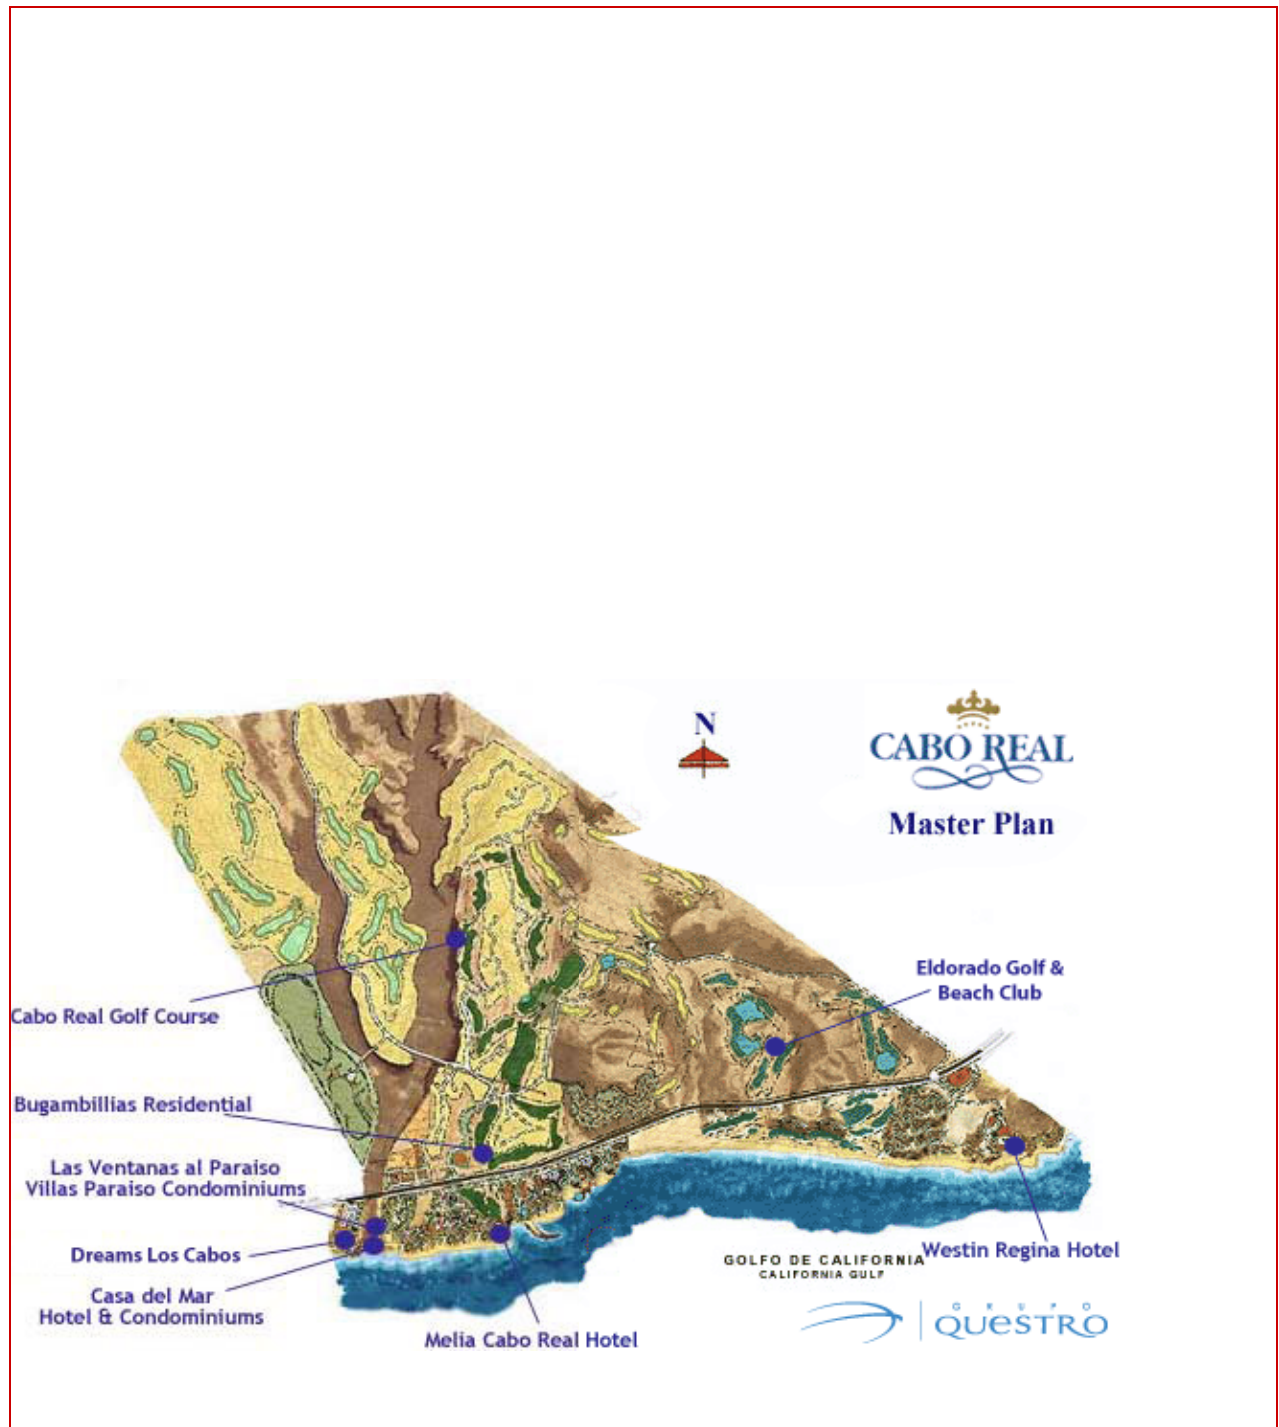 N
CABO REAL
Master Plan
Eldorado Golf &
Beach Club
Cabo Real Golf Course
Bugambillias Residential
Las Ventanas al Paraiso
Villas Paraiso Condominiums
Dreams Los Cabos
Casa del Mar
Hotel & Condominiums
Melia Cabo Real Hotel
Westin Regina Hotel
GOLFO DE CALIFORNIA
CALIFORNIA GULF
GRUPO
QUESTRO